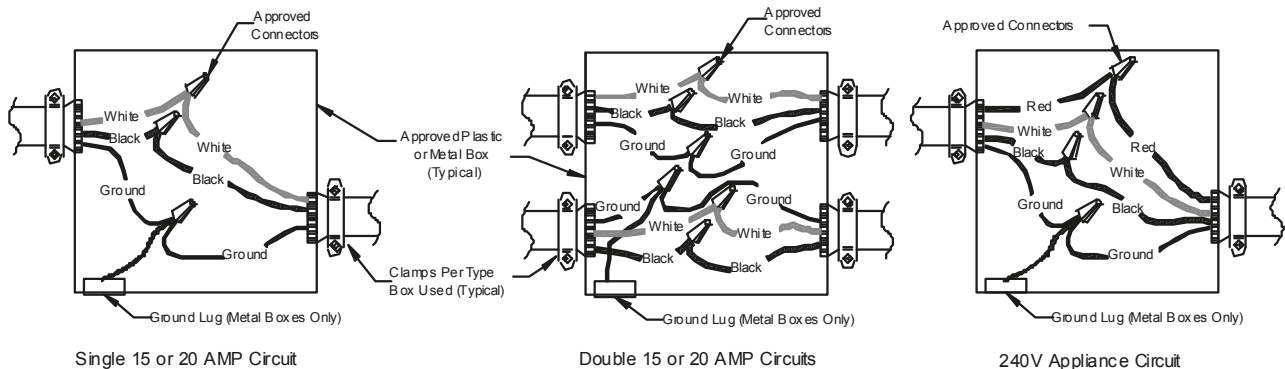 Approved
Connectors
White
Black
White
Ground
Black
Ground
Ground Lug (Metal Boxes Only)
Single 15 or 20 AMP Circuit
Approved Plastic
or Metal Box
(Typical)
Clamps Per Type
Box Used (Typical)
Approved
Connectors
White
White
Black
Black
Ground
Ground
Ground
Ground
White
White
Black
Black
Ground Lug (Metal Boxes Only)
Double 15 or 20 AMP Circuits
Approved Connectors
Red
White
Black
Red
White
Ground
Black
Ground
Ground Lug (Metal Boxes Only)
240V Appliance Circuit